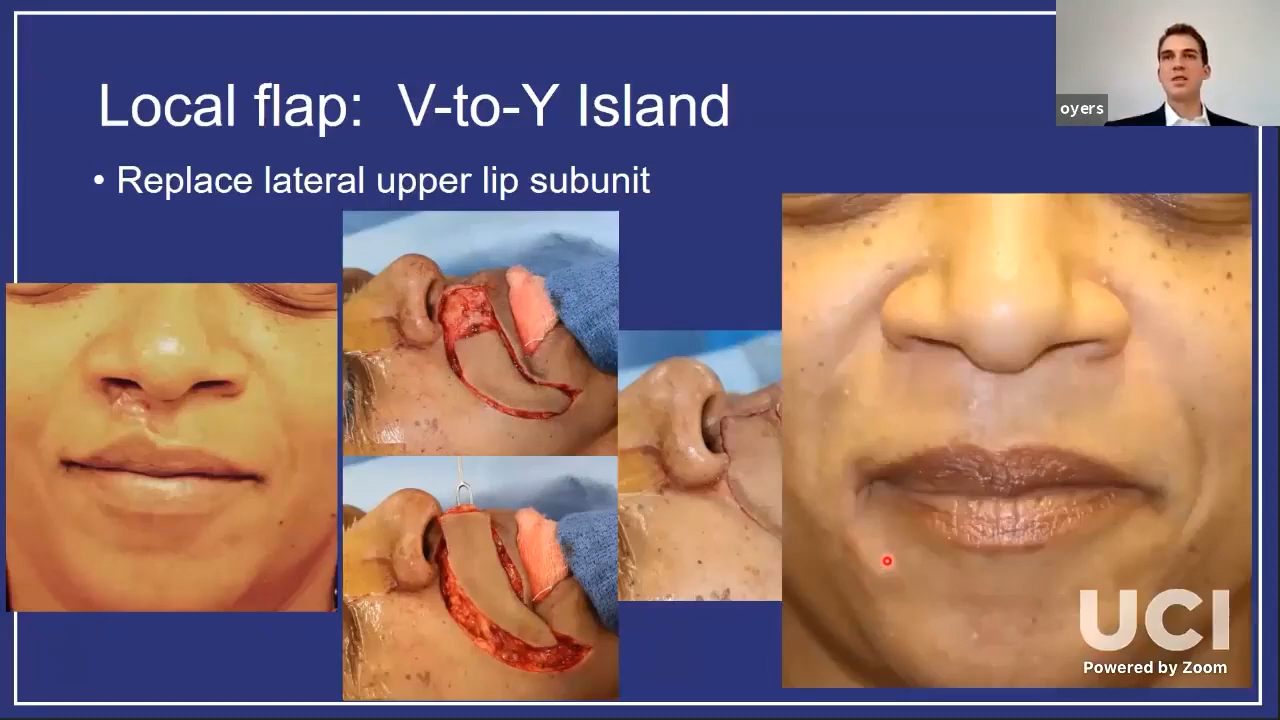 Local flap: V-to-Y Island
• Replace lateral upper lip subunit
oyers
UCI
Powered by Zoom